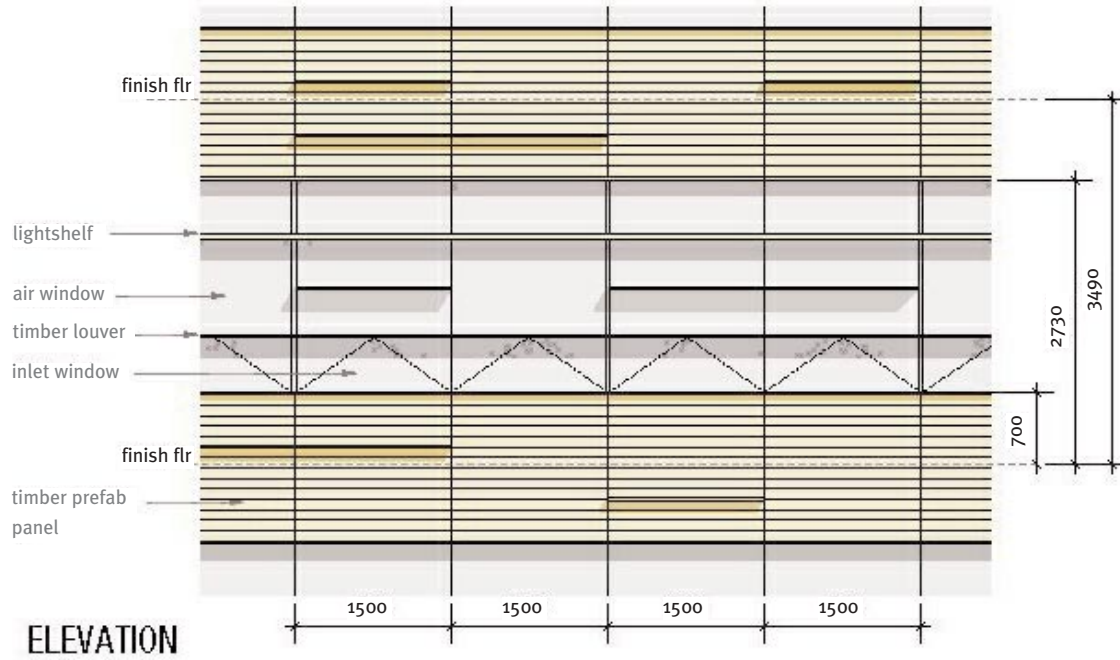 finish flr
lightshelf
air window
timber louver
inlet window
finish flr
timber prefab
panel
3490
2730
700
1500
1500
1500
1500
ELEVATION